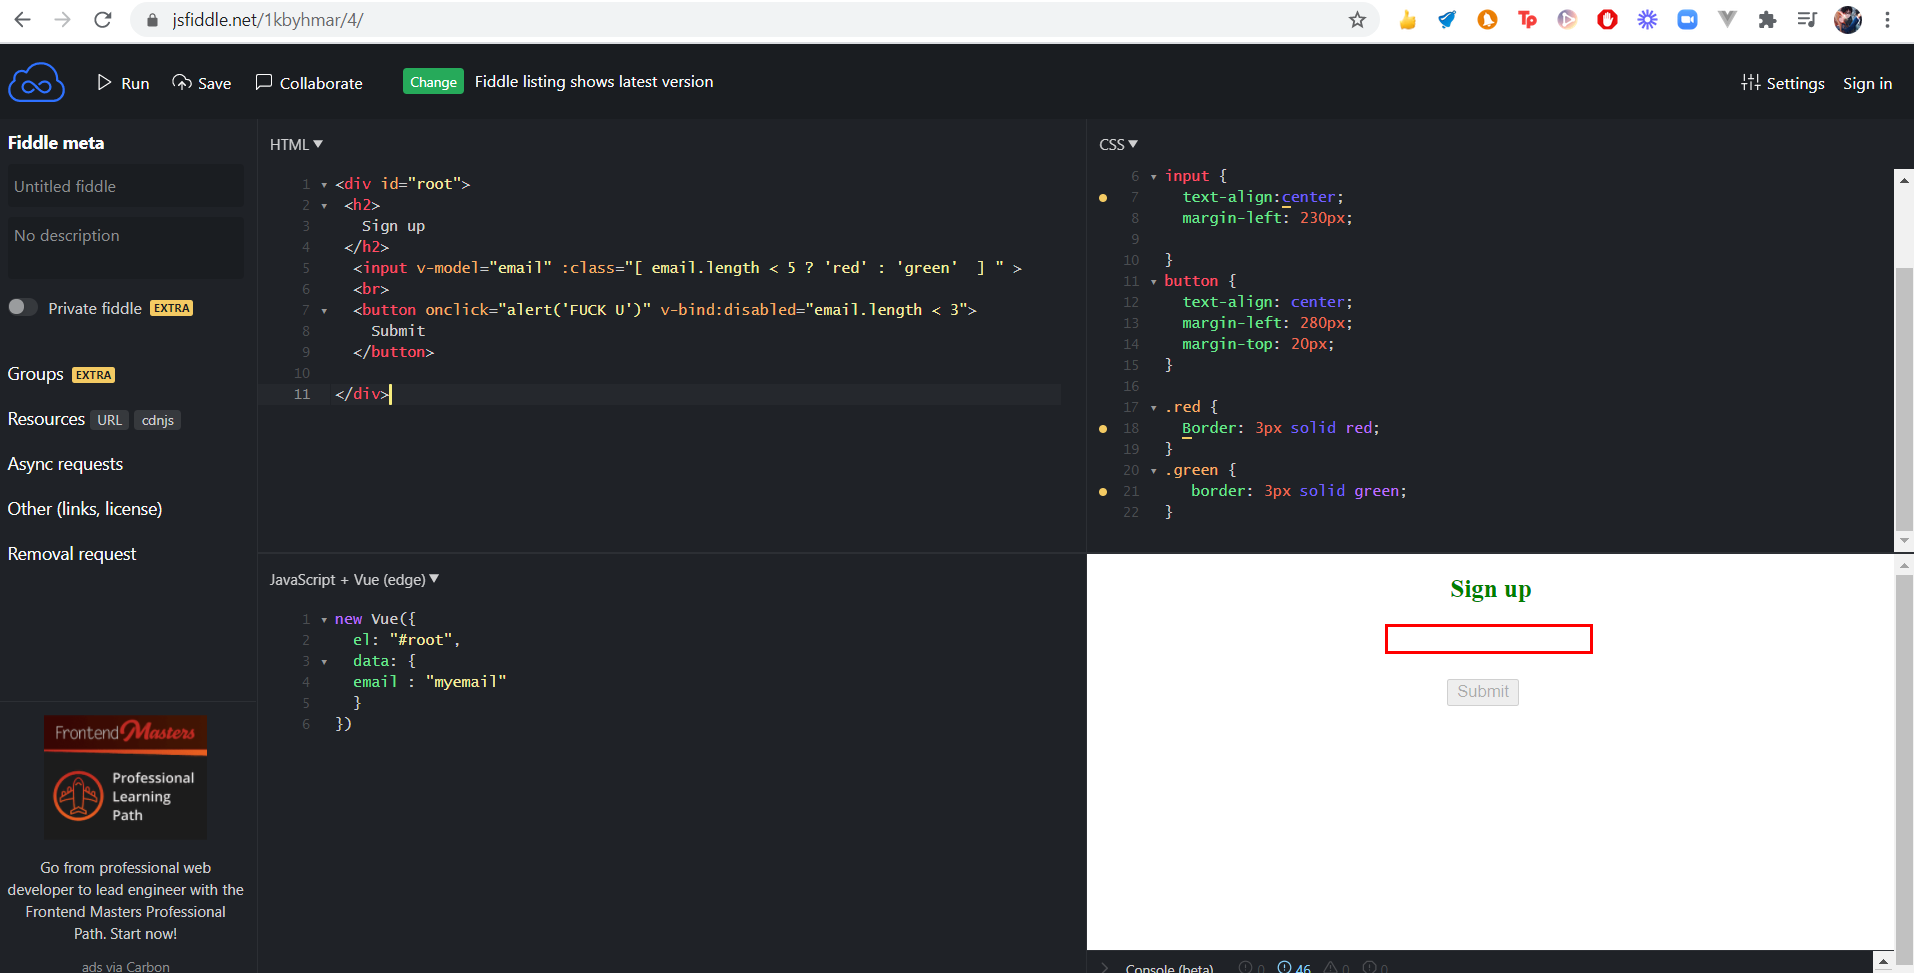 jsfiddle.net/1kbyhmar/4/
Tp
Run Save Collaborate Change Fiddle listing shows latest version Settings Sign in
Fiddle meta
Untitled fiddle
No description
Private fiddle EXTRA
Groups EXTRA
Resources URL cdnjs
Async requests
Other (links, license)
Removal request
Frontend Masters
Professional
Learning
Path
Go from professional web
developer to lead engineer with the
Frontend Masters Professional
Path. Start now!
ads via Carbon
HTML
1 <div id="root">
2 <h2>
3 Sign up
4 </h2>
5 <input v-model="email" :class="[ email.length < 5 ? 'red' : 'green'  ] " >
6 <br>
7 <button onclick="alert('FUCK U')" v-bind:disabled="email.length < 3">
8 Submit
9 </button>
10
11 </div>
CSS
6 input {
7 text-align:center;
8 margin-left: 230px;
9
10 }
11 button {
12 text-align: center;
13 margin-left: 280px;
14 margin-top: 20px;
15 }
16
17 .red {
18 Border: 3px solid red;
19 }
20 .green {
21 border: 3px solid green;
22 }
JavaScript + Vue (edge)
1 new Vue({
2 el: "#root",
3 data: {
4 email : "myemail"
5 }
6 })
Sign up
Submit
Console (beta) 0 46 0 0